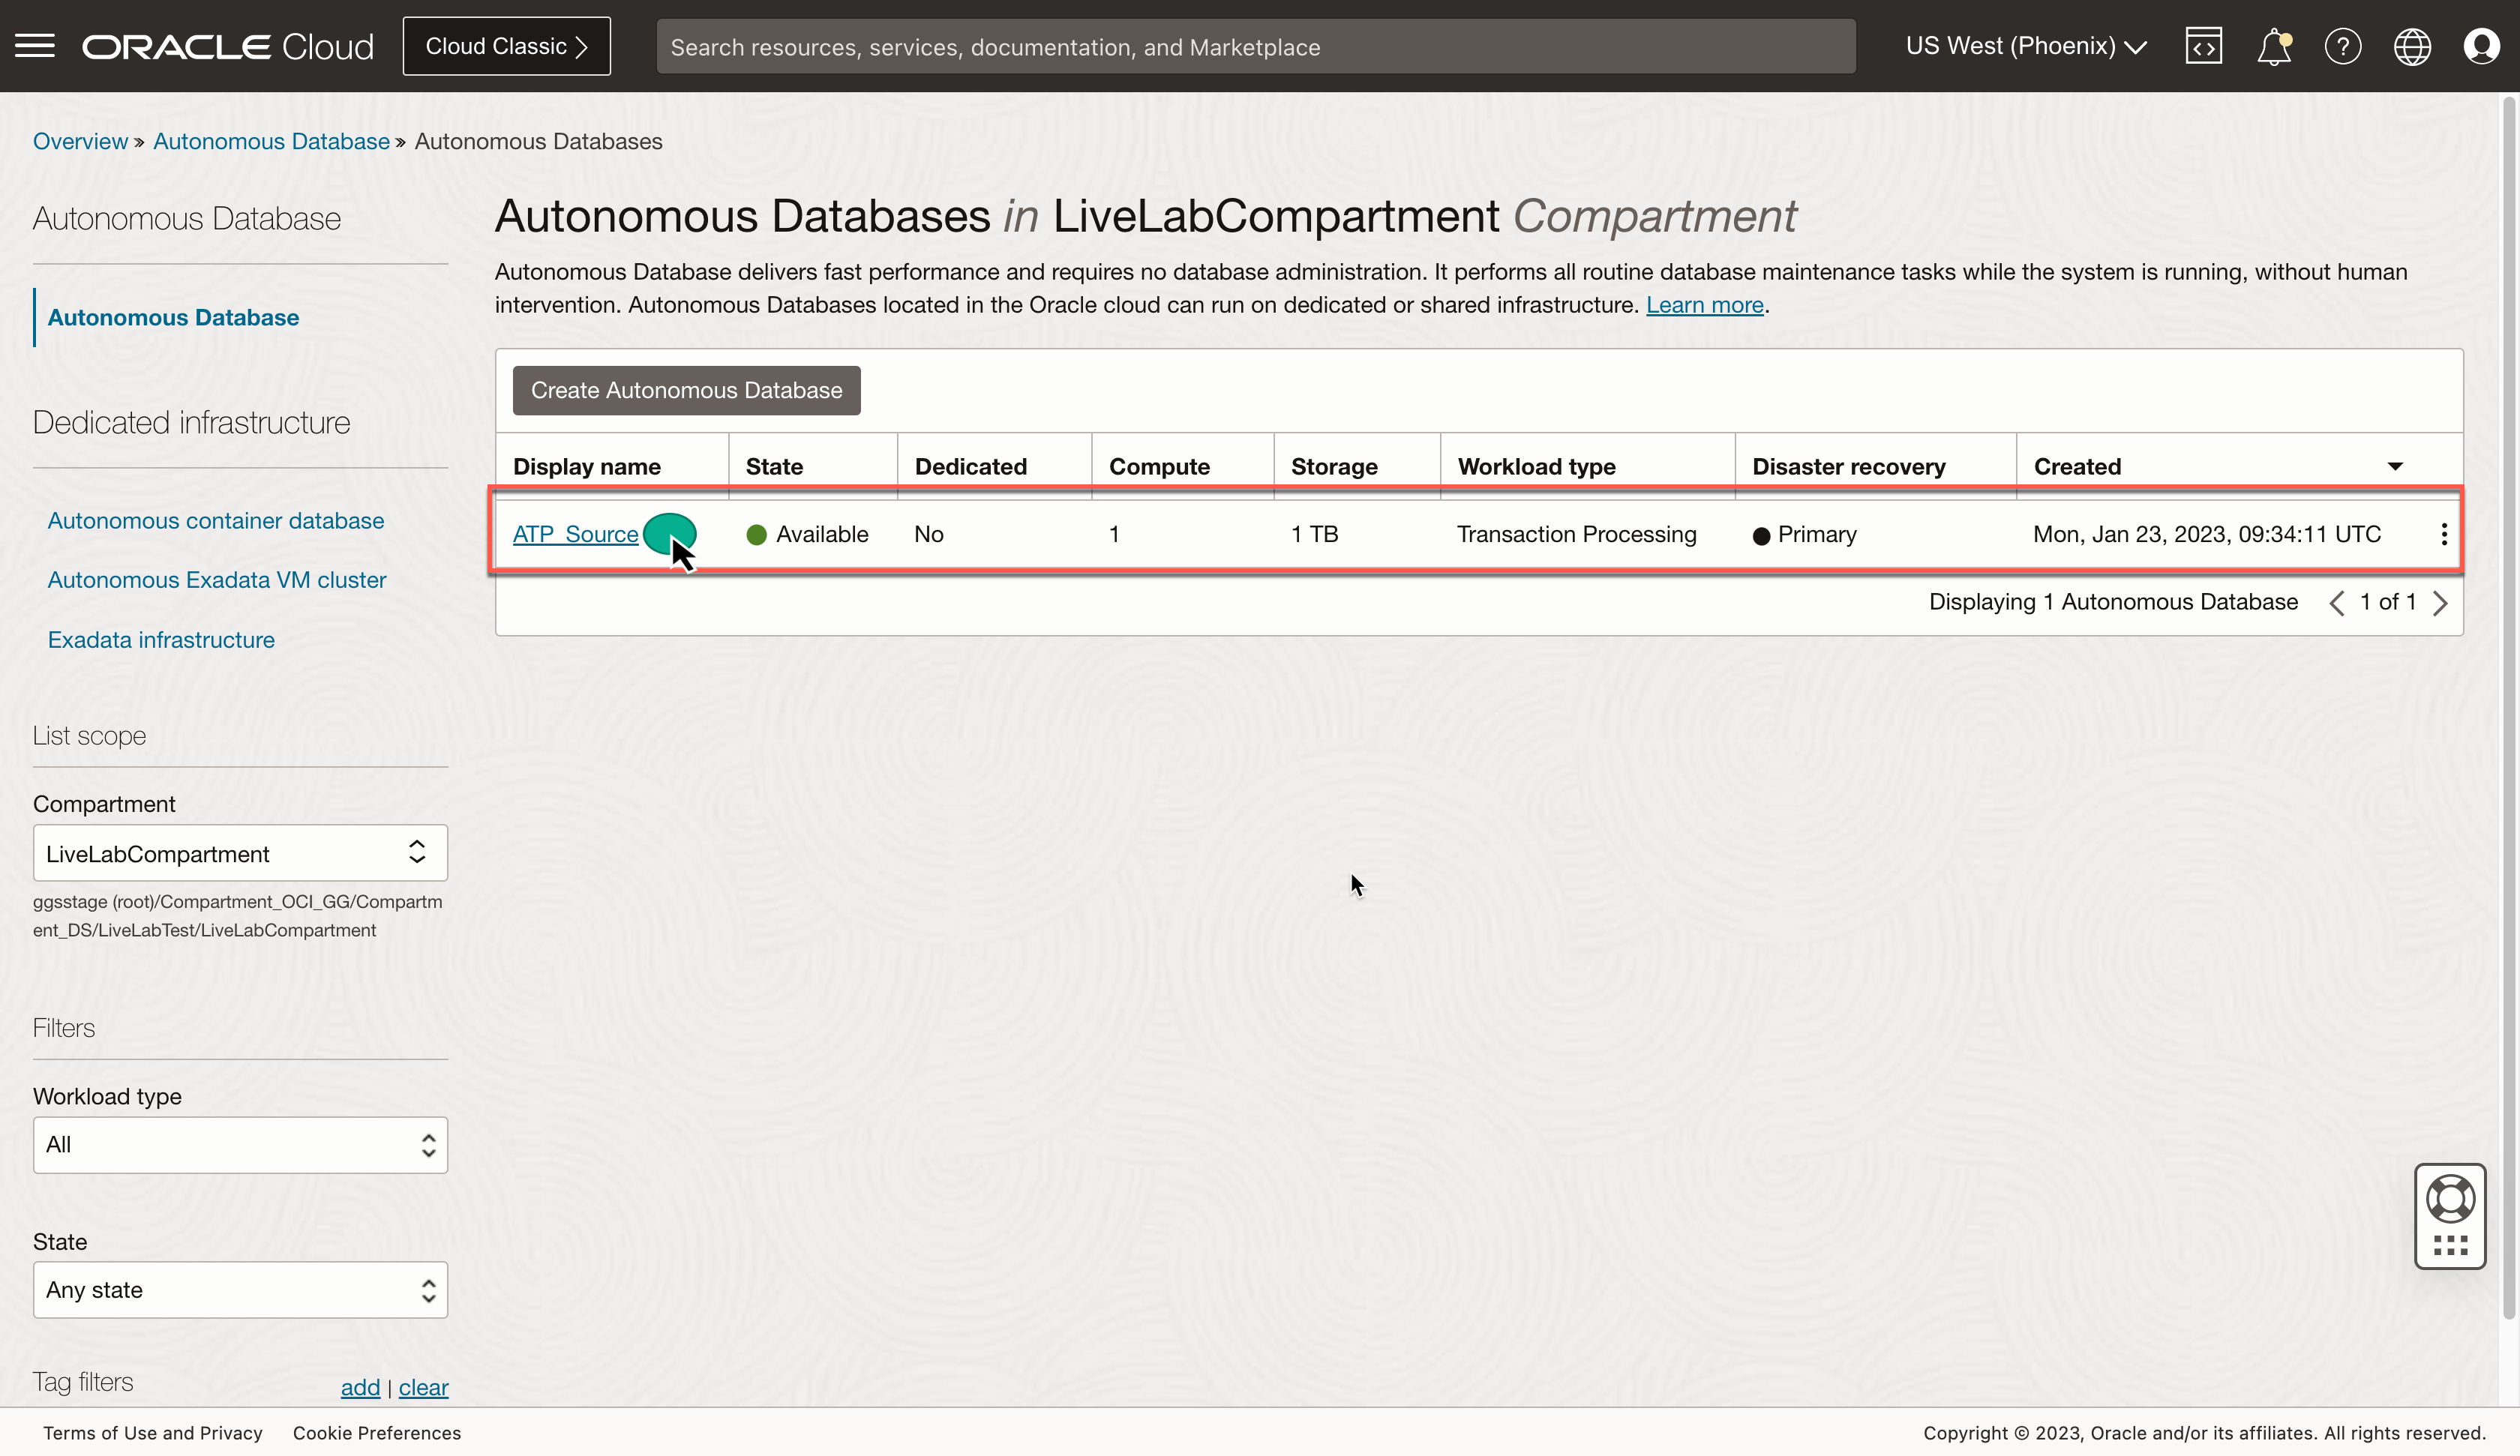 ORACLE Cloud
Cloud Classic
Search resources, services, documentation, and Marketplace
US West (Phoenix)
Overview » Autonomous Database » Autonomous Databases
Autonomous Database
Autonomous Database
Dedicated infrastructure
Autonomous container database
Autonomous Exadata VM cluster
Exadata infrastructure
List scope
Compartment
LiveLabCompartment
ggsstage (root)/Compartment_OCI_GG/Compartm
ent_DS/LiveLabTest/LiveLabCompartment
Filters
Workload type
All
State
Any state
Tag filters add | clear
Autonomous Databases in LiveLabCompartment Compartment
Autonomous Database delivers fast performance and requires no database administration. It performs all routine database maintenance tasks while the system is running, without human
intervention. Autonomous Databases located in the Oracle cloud can run on dedicated or shared infrastructure. Learn more.
Create Autonomous Database
Display name State Dedicated Compute Storage Workload type Disaster recovery Created
ATP_Source Available No 1 1 TB Transaction Processing Primary Mon, Jan 23, 2023, 09:34:11 UTC
Displaying 1 Autonomous Database < 1 of 1 >
Terms of Use and Privacy Cookie Preferences
Copyright © 2023, Oracle and/or its affiliates. All rights reserved.